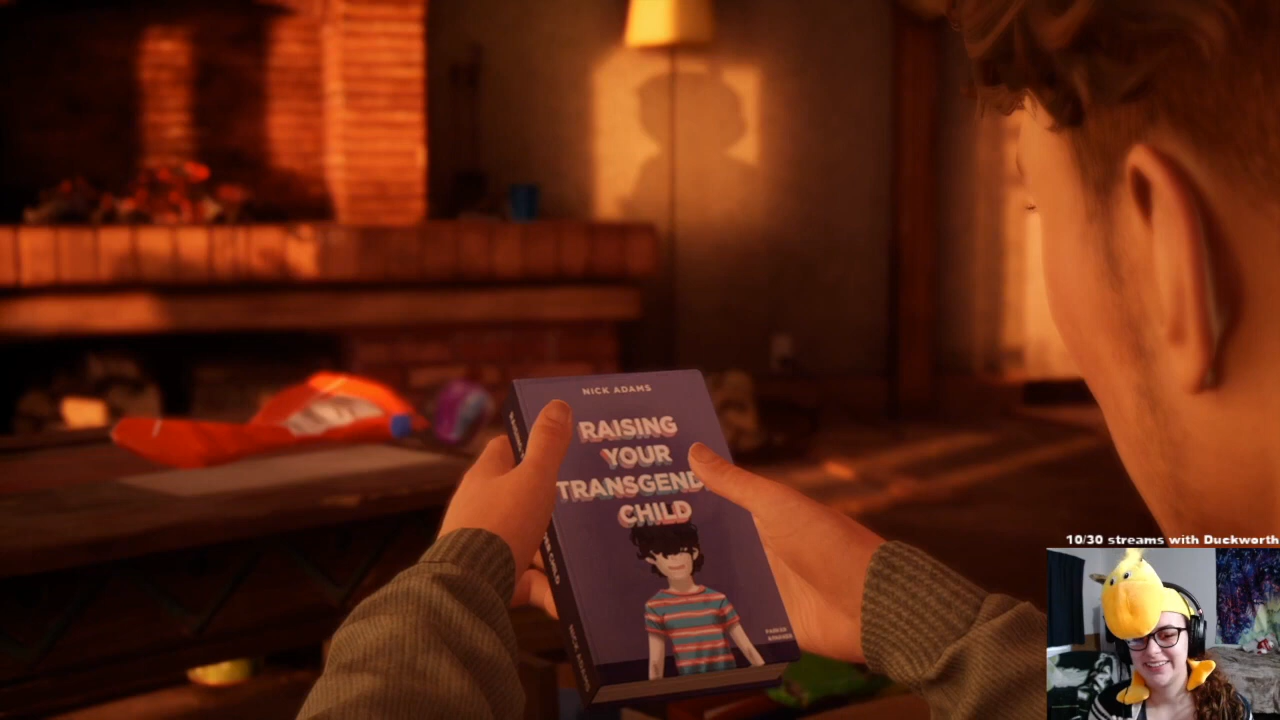 NICK ADAMS
RAISING
YOUR
TRANSGEND
CHILD
10/30 streams with Duckworth